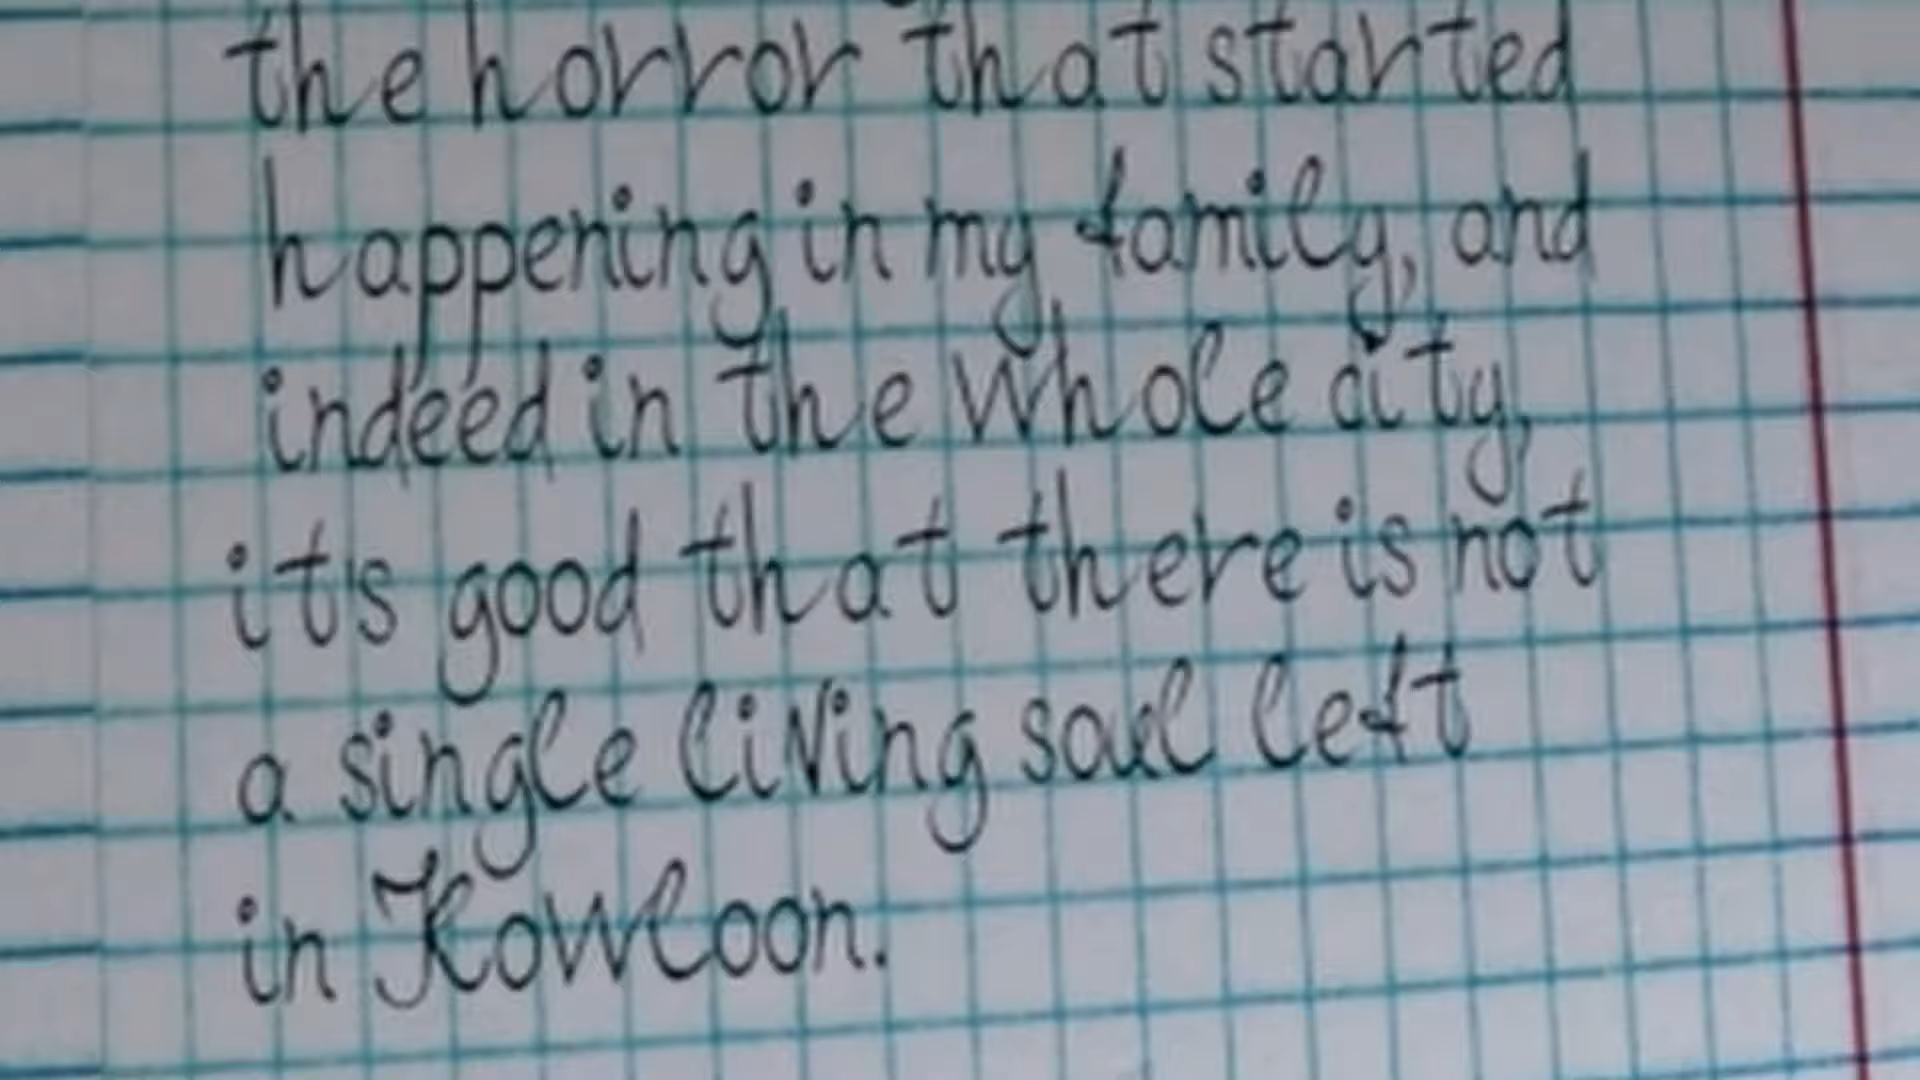 the horror that started
happening in my family, and
indeed in the whole city,
it's good that there is not
a single living soul left
in Kowloon.